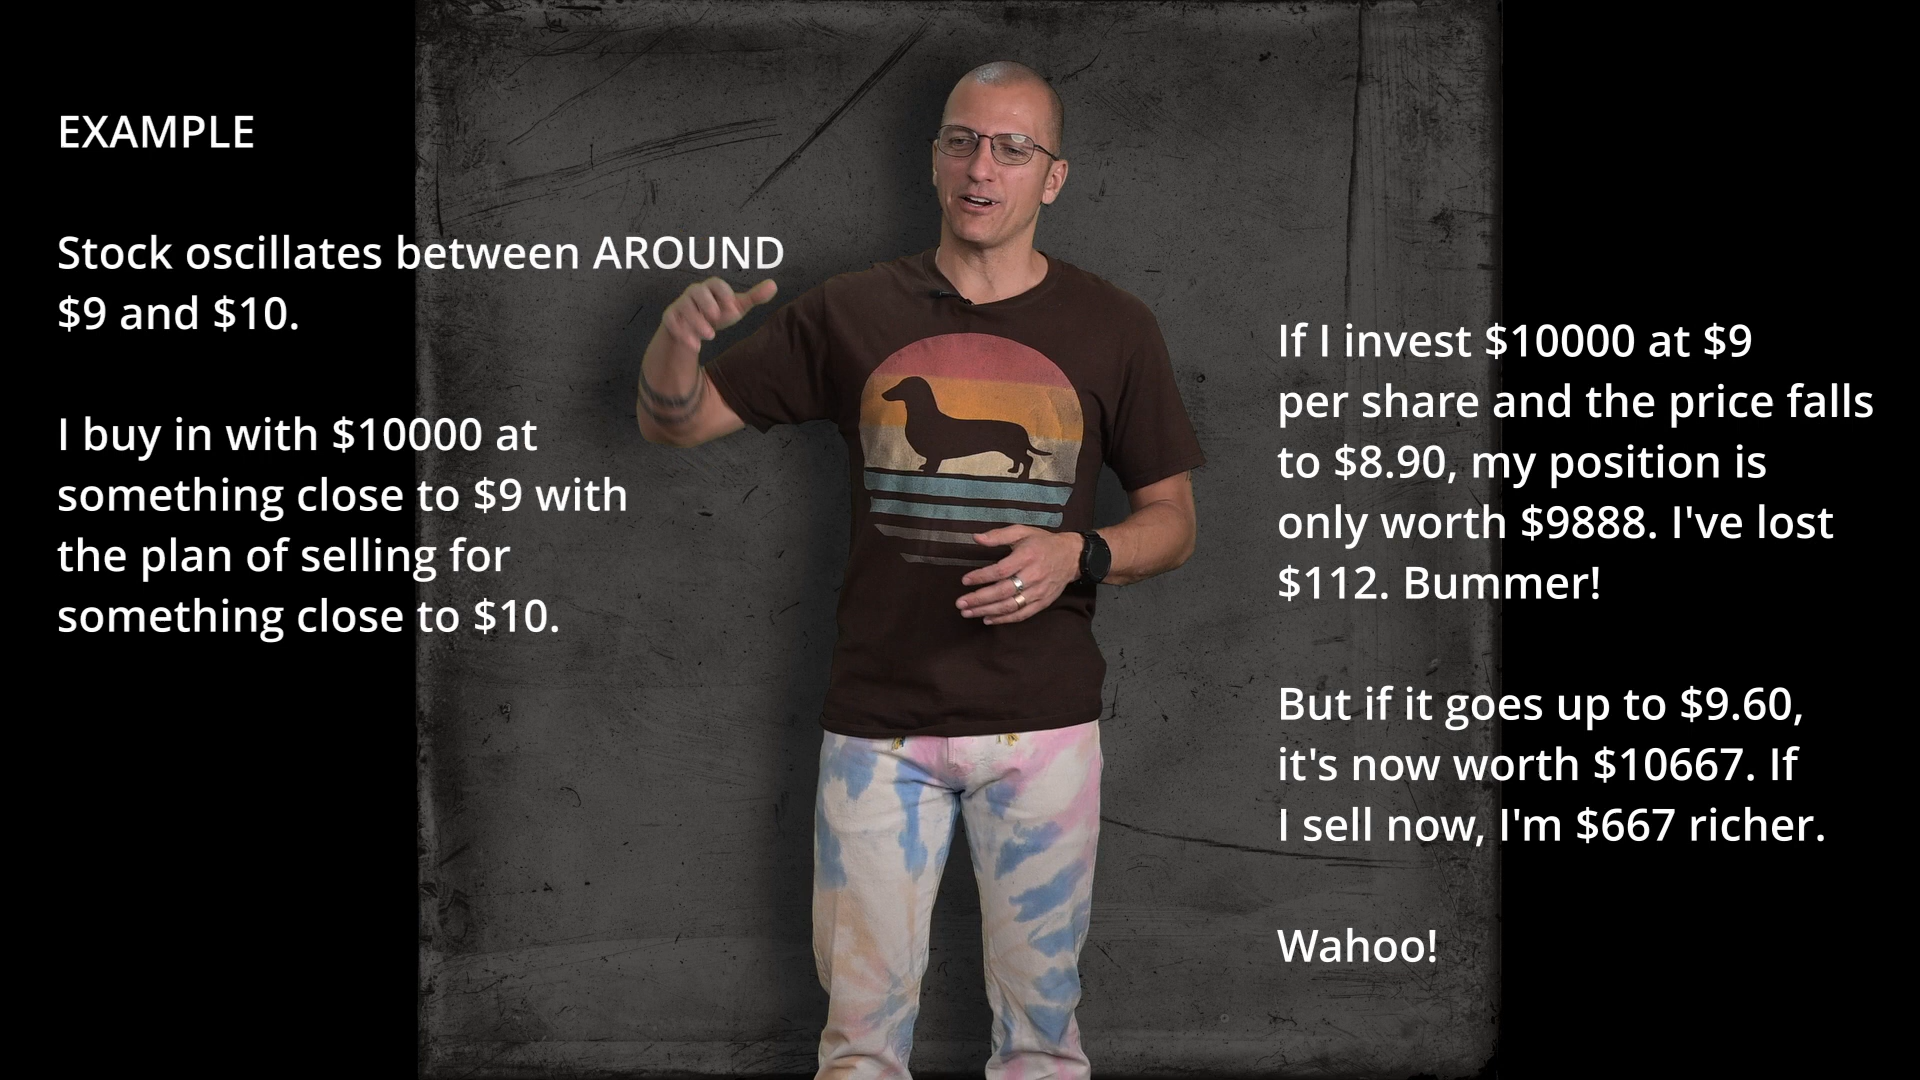 EXAMPLE
Stock oscillates between AROUND
$9 and $10.
I buy in with $10000 at
something close to $9 with
the plan of selling for
something close to $10.
If I invest $10000 at $9
per share and the price falls
to $8.90, my position is
only worth $9888. I've lost
$112. Bummer!
But if it goes up to $9.60,
it's now worth $10667. If
I sell now, I'm $667 richer.
Wahoo!